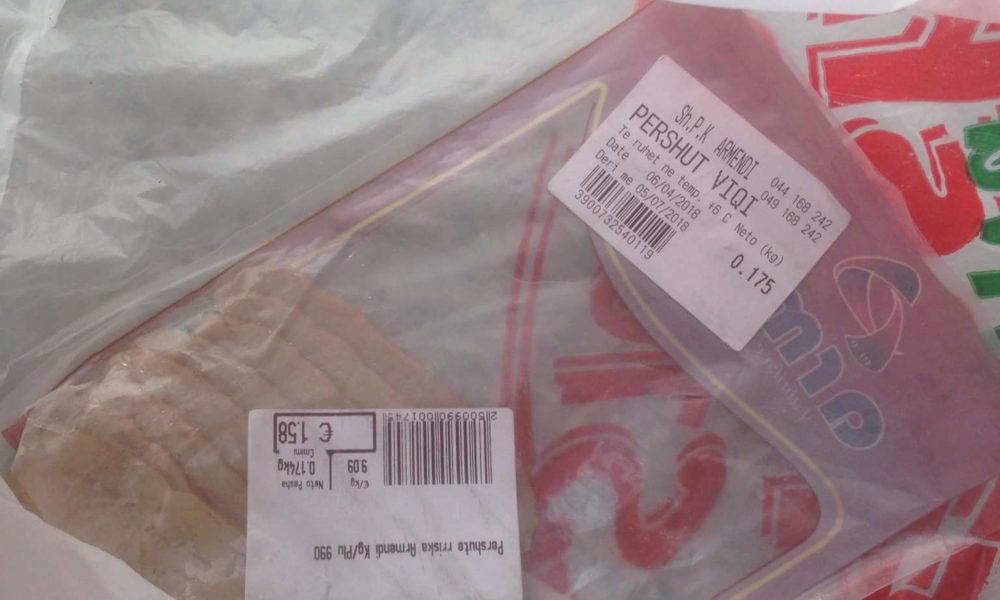 Sh.P.K ARMENDI
044 168 242
049 168 242
PERSHUT VIQI
Te ruhet ne temp. +6 C
Neto (kg)
Date 06/04/2018
0.175
Deri me 05/07/2018
3900732540119
Pershute rriska Armendi Kg/Plu 990
€/kg
Neto Pesha
9.09
0.174kg
Cmimi
€ 1.58